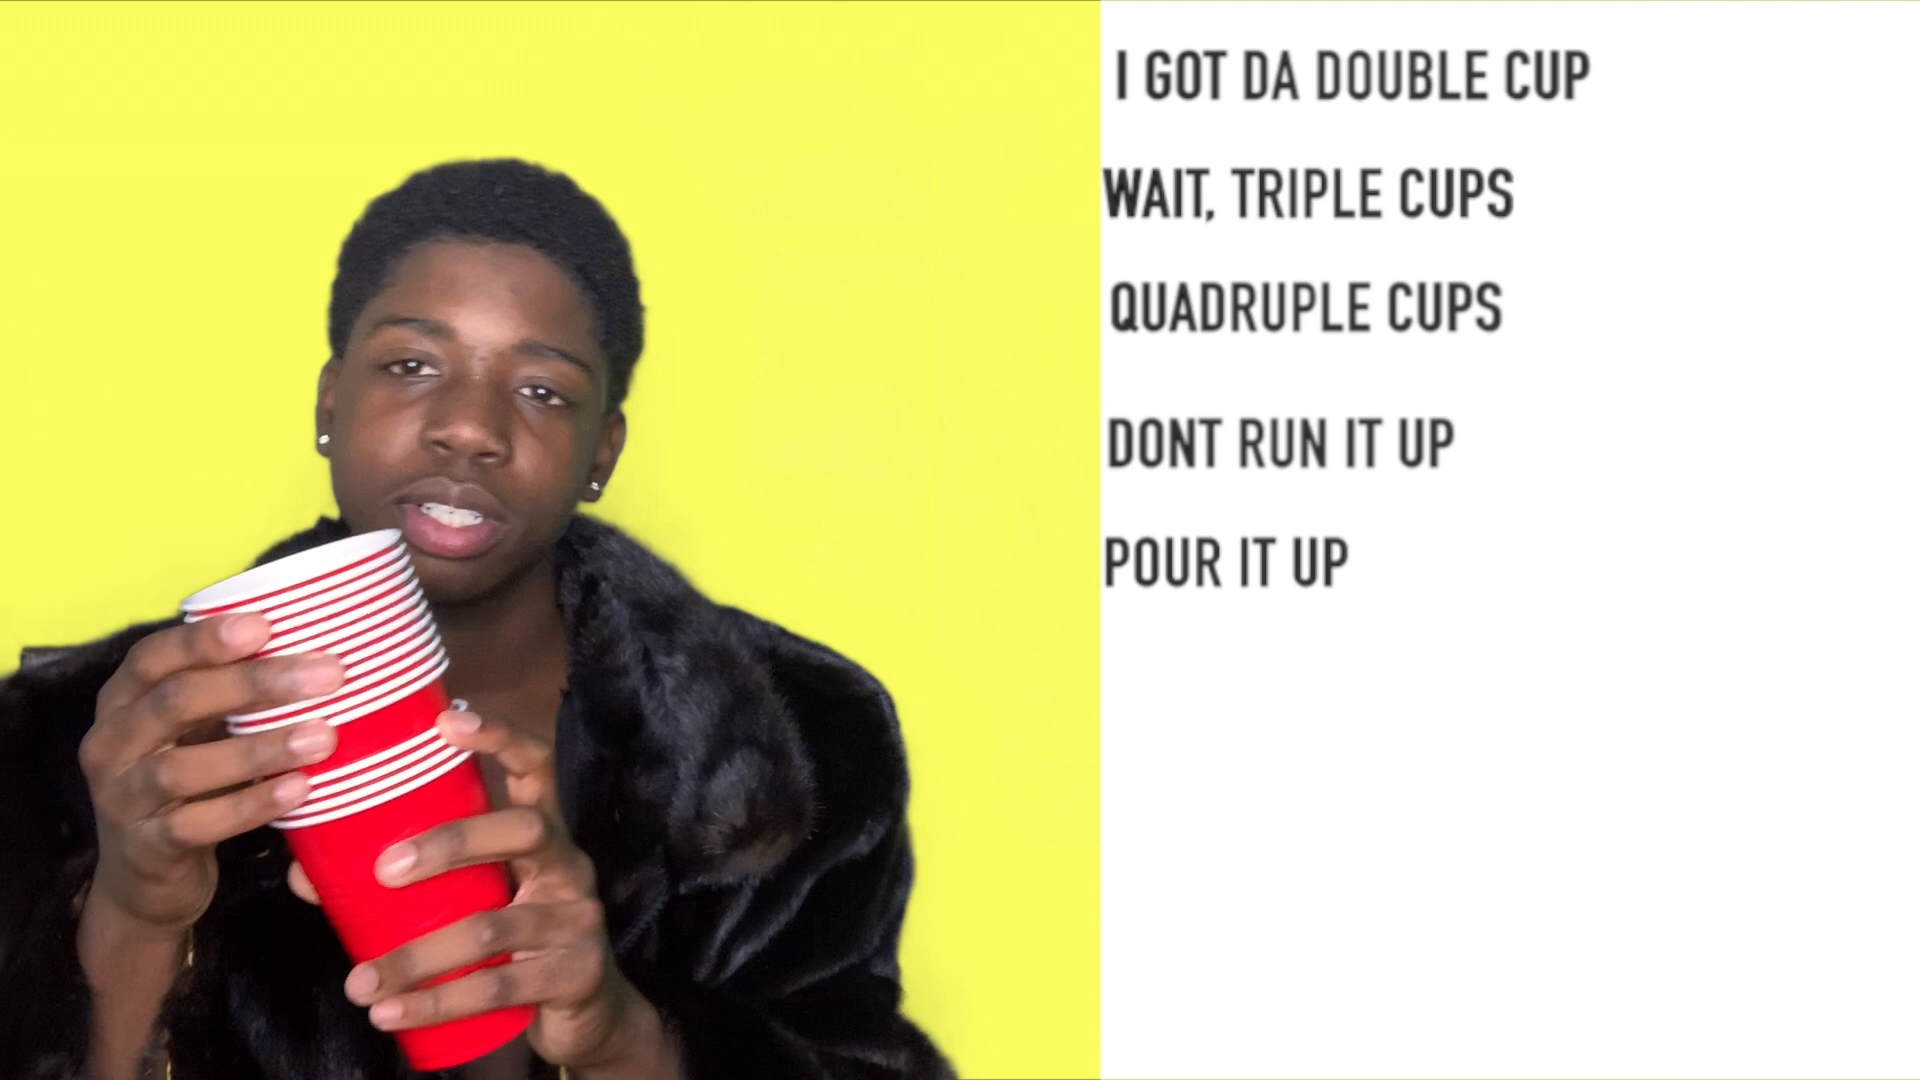 I GOT DA DOUBLE CUP
WAIT, TRIPLE CUPS
QUADRUPLE CUPS
DONT RUN IT UP
POUR IT UP